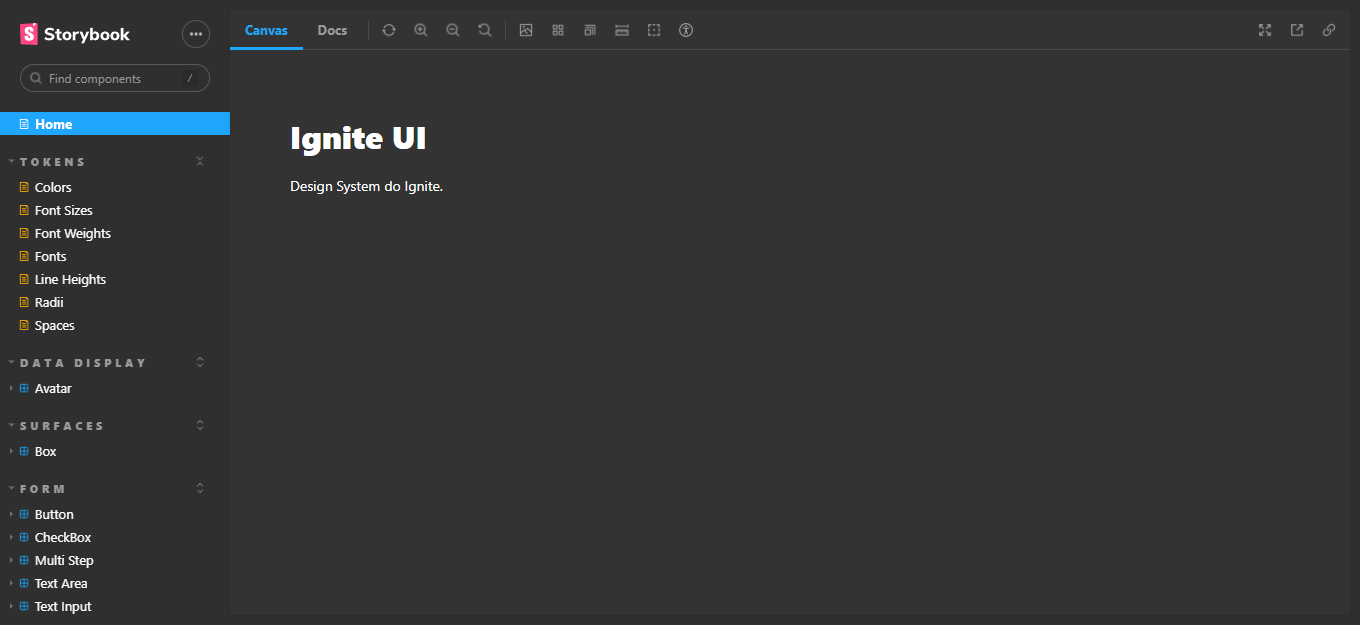 Storybook
Find components /
Home
TOKENS
Colors
Font Sizes
Font Weights
Fonts
Line Heights
Radii
Spaces
DATA DISPLAY
Avatar
SURFACES
Box
FORM
Button
CheckBox
Multi Step
Text Area
Text Input
Canvas Docs
Ignite UI
Design System do Ignite.